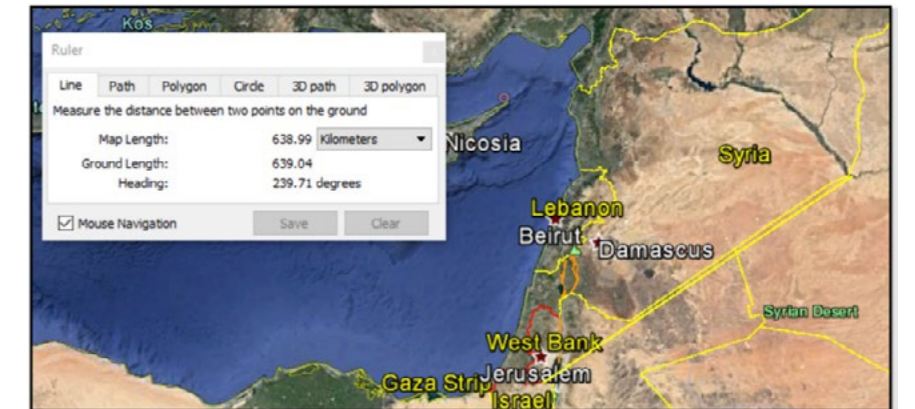 Kos
Ruler
Line Path Polygon Circle 3D path 3D polygon
Measure the distance between two points on the ground
Map Length: 638.99 Kilometers
Ground Length: 639.04
Heading: 239.71 degrees
Mouse Navigation Save Clear
Nicosia
Syria
Lebanon
Beirut
Damascus
Syrian Desert
West Bank
Jerusalem
Gaza Strip
Israel